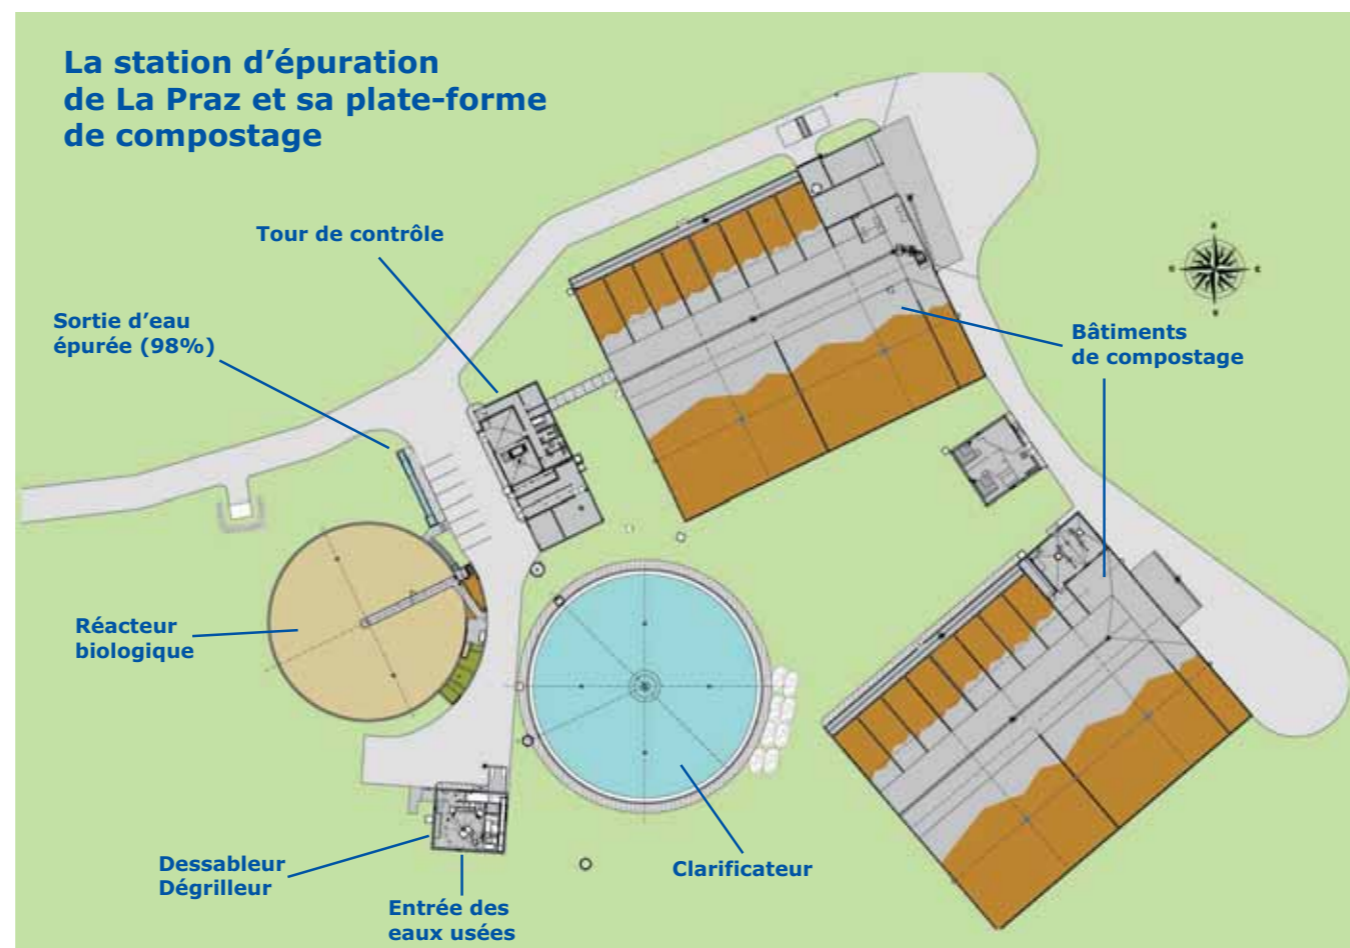 La station d’épuration
de La Praz et sa plate-forme
de compostage
Tour de contrôle
Sortie d’eau
épurée (98%)
Bâtiments
de compostage
Réacteur
biologique
Dessableur
Dégrilleur
Entrée des
eaux usées
Clarificateur